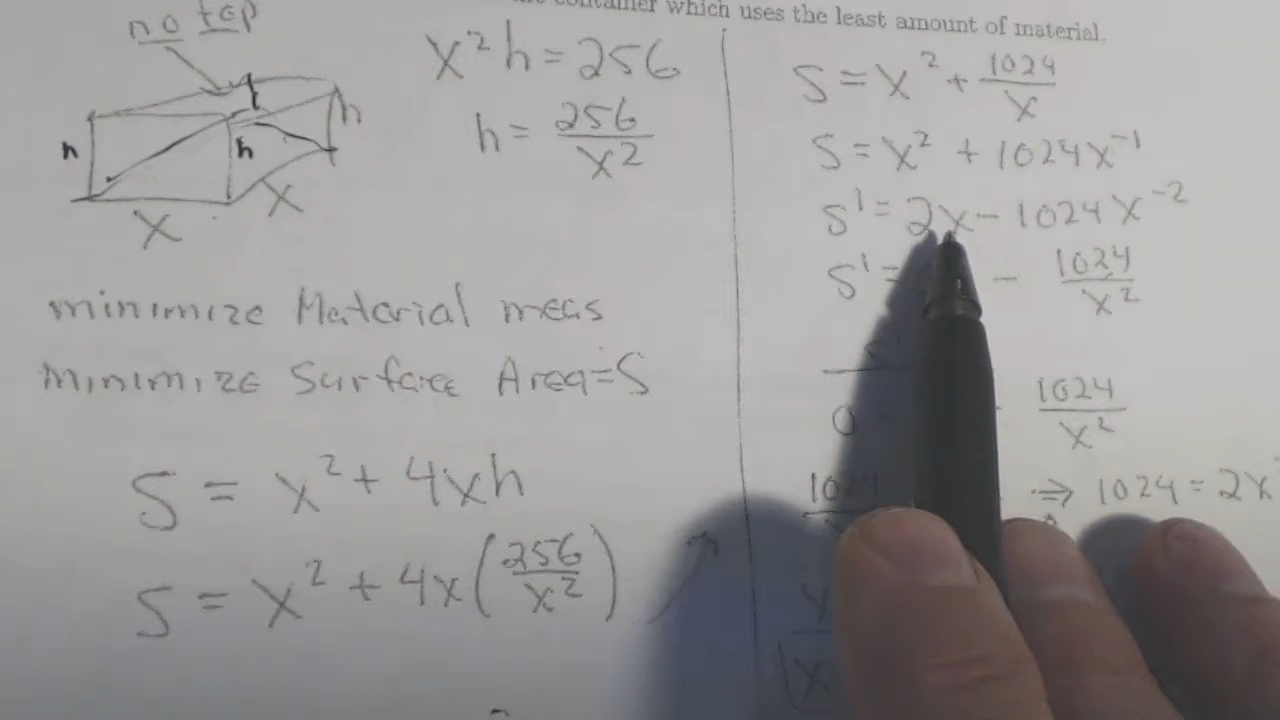 container which uses the least amount of material.
no top
h
h
h
x
x
x²h = 256
h = 256/x²
minimize Material means
minimize Surface Area = S
S = x² + 4xh
S = x² + 4x(256/x²)
S = x² + 1024/x
S = x² + 1024x⁻¹
S' = 2x - 1024x⁻²
S' = - 1024/x²
0 1024/x²
⇒ 1024 = 2x